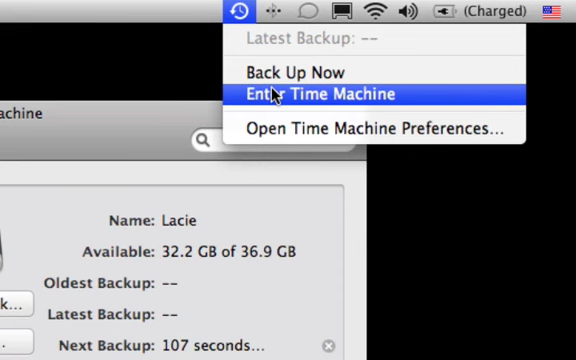 (Charged)
Latest Backup: --
Back Up Now
Enter Time Machine
Open Time Machine Preferences...
achine
Name: Lacie
Available: 32.2 GB of 36.9 GB
Oldest Backup: --
k...
Latest Backup: --
.
Next Backup: 107 seconds...